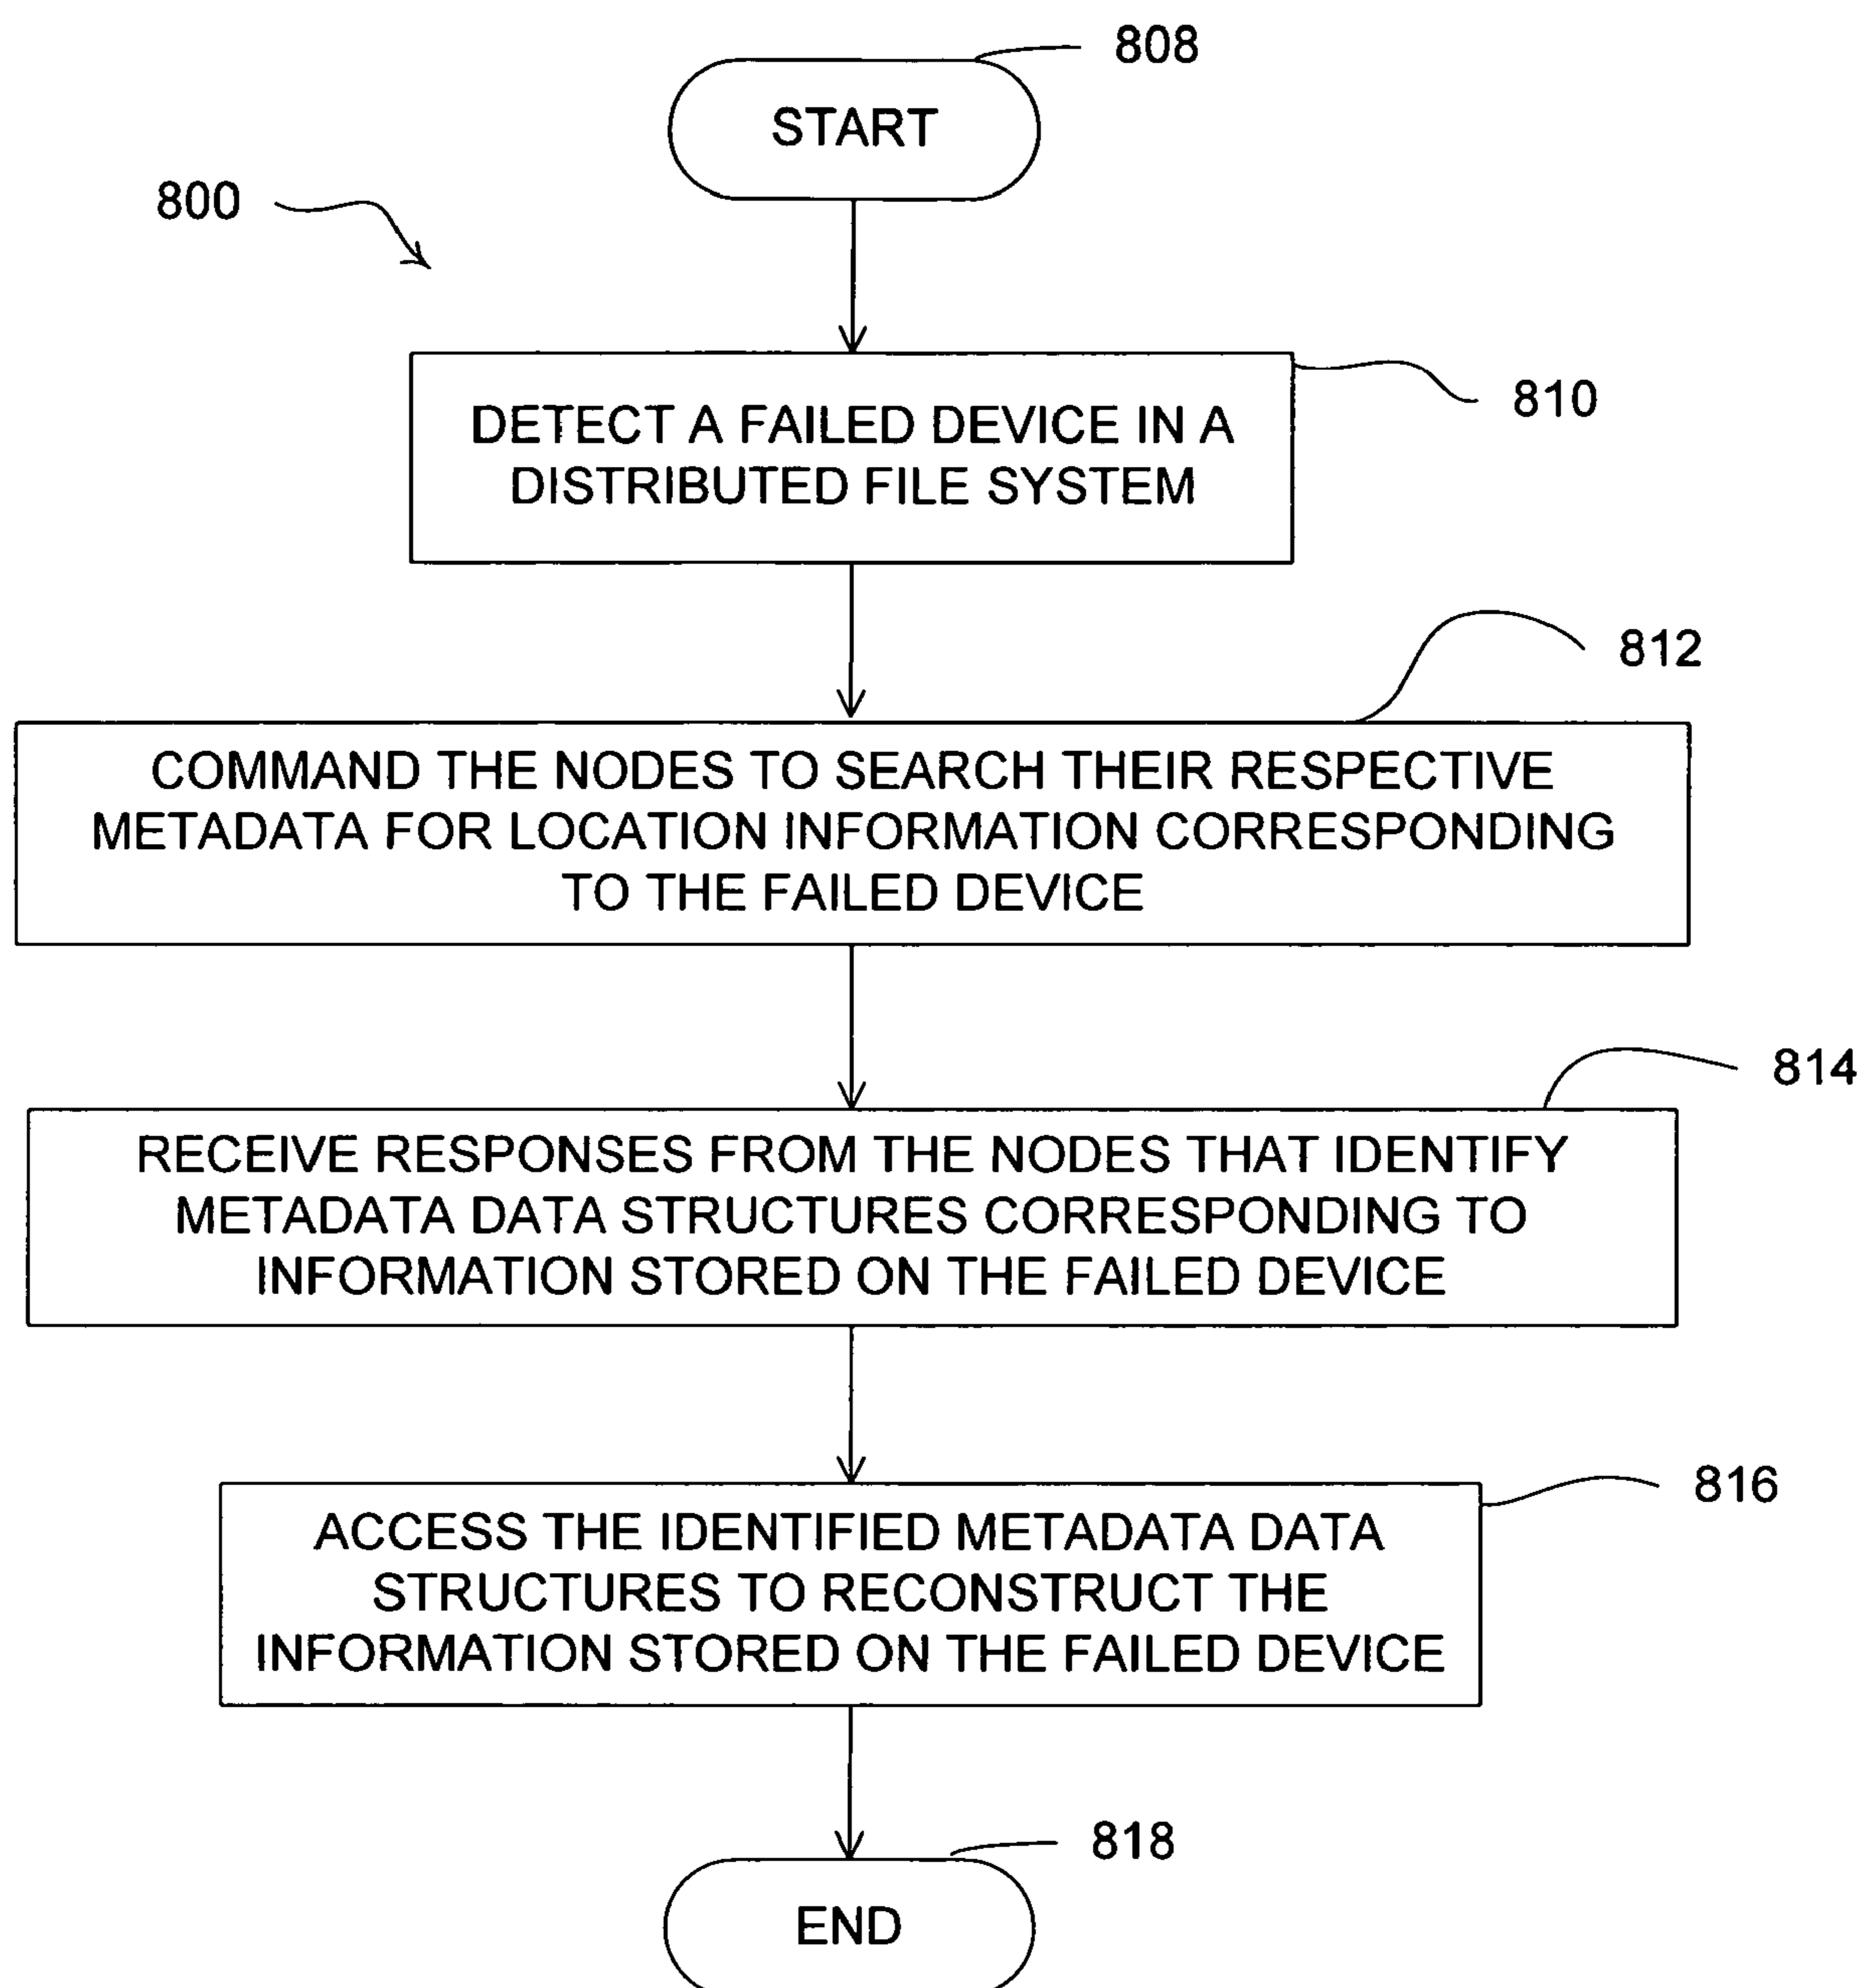 808
START
800
810
DETECT A FAILED DEVICE IN A
DISTRIBUTED FILE SYSTEM
812
COMMAND THE NODES TO SEARCH THEIR RESPECTIVE
METADATA FOR LOCATION INFORMATION CORRESPONDING
TO THE FAILED DEVICE
814
RECEIVE RESPONSES FROM THE NODES THAT IDENTIFY
METADATA DATA STRUCTURES CORRESPONDING TO
INFORMATION STORED ON THE FAILED DEVICE
816
ACCESS THE IDENTIFIED METADATA DATA
STRUCTURES TO RECONSTRUCT THE
INFORMATION STORED ON THE FAILED DEVICE
818
END